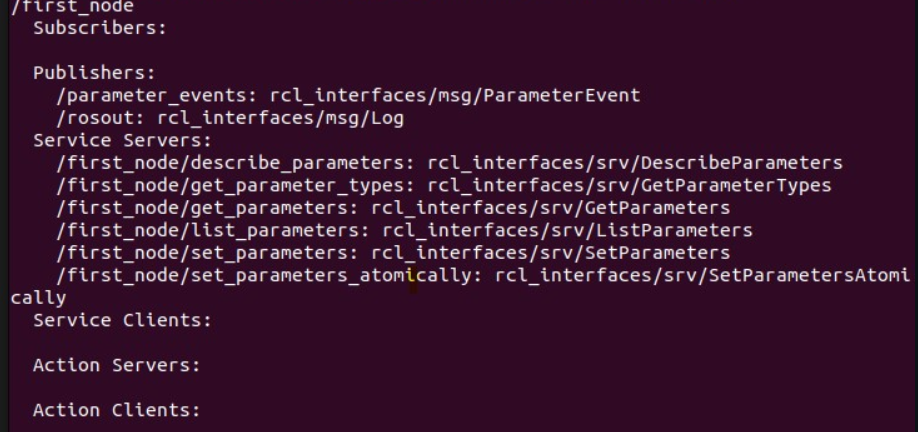 /first_node
  Subscribers:
  Publishers:
    /parameter_events: rcl_interfaces/msg/ParameterEvent
    /rosout: rcl_interfaces/msg/Log
  Service Servers:
    /first_node/describe_parameters: rcl_interfaces/srv/DescribeParameters
    /first_node/get_parameter_types: rcl_interfaces/srv/GetParameterTypes
    /first_node/get_parameters: rcl_interfaces/srv/GetParameters
    /first_node/list_parameters: rcl_interfaces/srv/ListParameters
    /first_node/set_parameters: rcl_interfaces/srv/SetParameters
    /first_node/set_parameters_atomically: rcl_interfaces/srv/SetParametersAtomi
cally
  Service Clients:
  Action Servers:
  Action Clients: